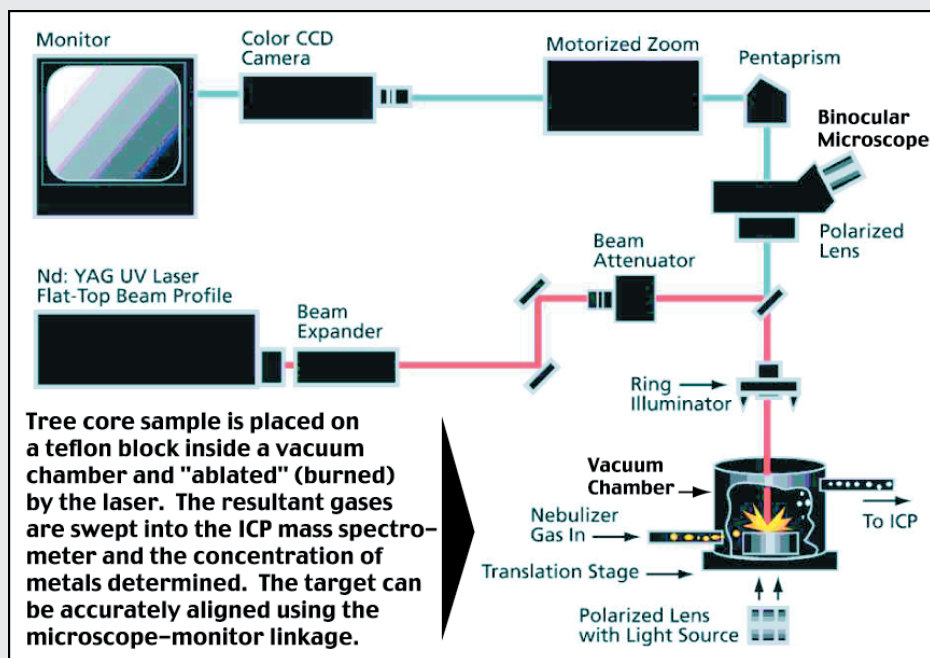 Monitor
Color CCD
Camera
Motorized Zoom
Pentaprism
Binocular
Microscope
Polarized
Lens
Beam
Attenuator
Nd: YAG UV Laser
Flat-Top Beam Profile
Beam
Expander
Ring
Illuminator
Tree core sample is placed on
a teflon block inside a vacuum
chamber and "ablated" (burned)
by the laser. The resultant gases
are swept into the ICP mass spectro-
meter and the concentration of
metals determined. The target can
be accurately aligned using the
microscope-monitor linkage.
Vacuum
Chamber
To ICP
Nebulizer
Gas In
Translation Stage
Polarized Lens
with Light Source